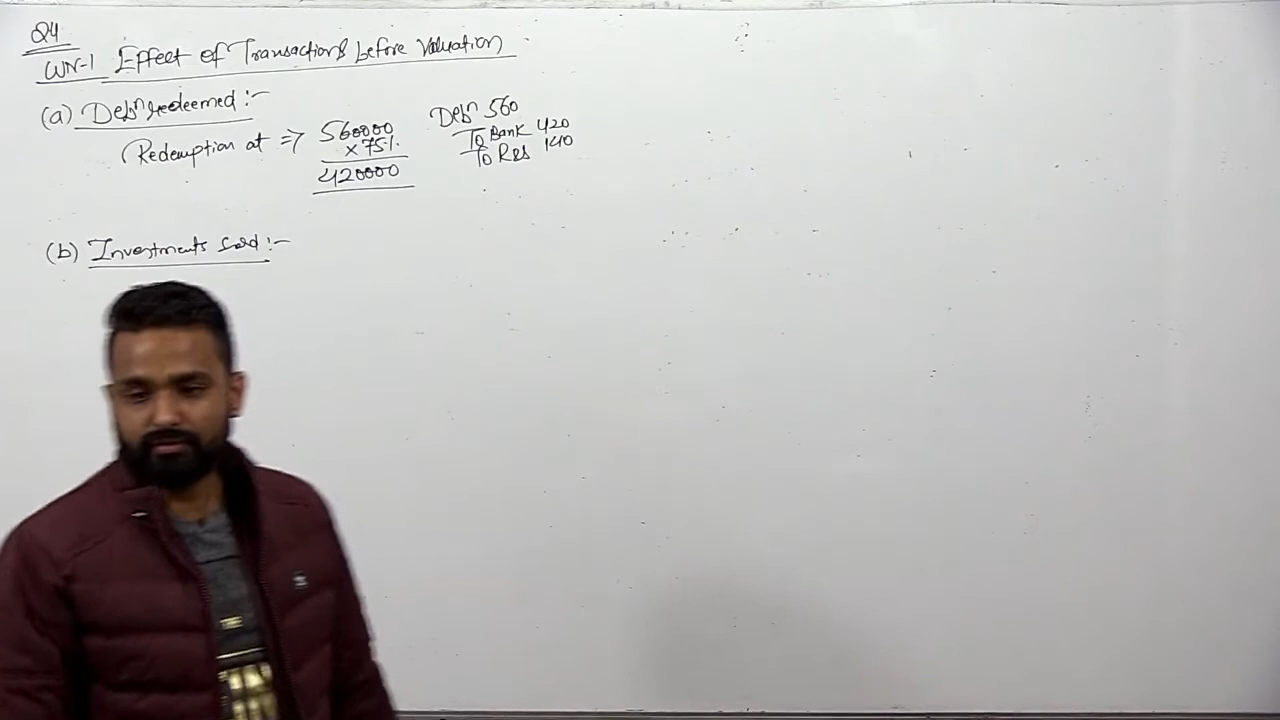 Q4
WN-1 Effect of Transactions before Valuation
(a) Deb^n redeemed :-
Redemption at => 560000
x 75%
420000
Deb^n 560
To Bank 420
To Res 140
(b) Investments Sold :-